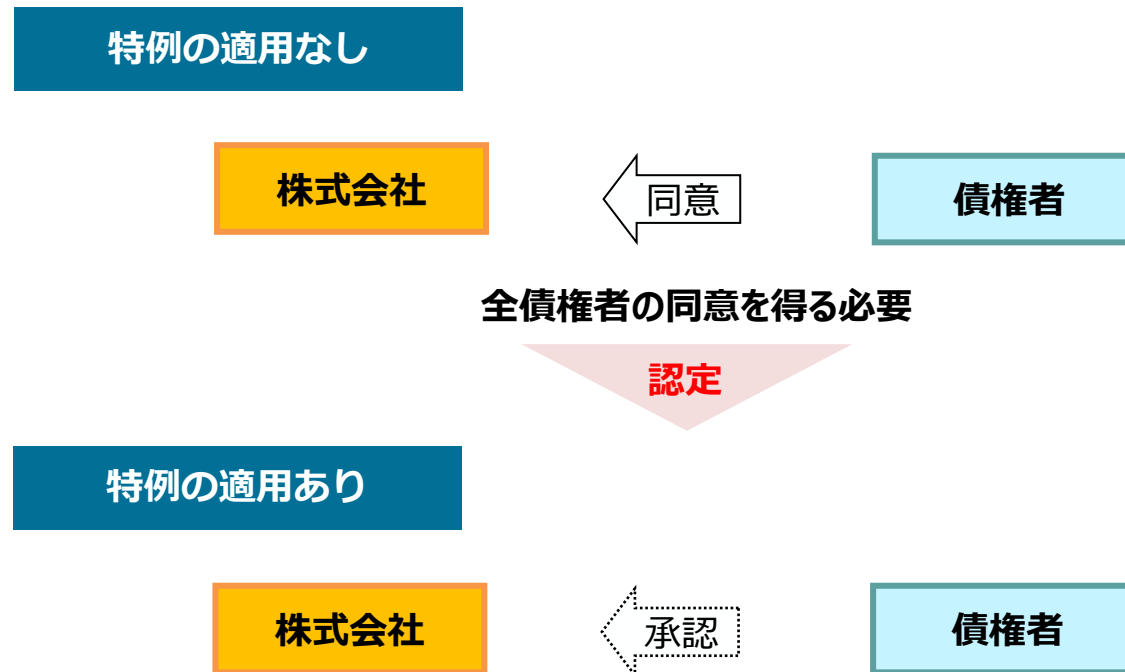 特例の適用なし
株式会社
同意
債権者
全債権者の同意を得る必要
認定
特例の適用あり
株式会社
承認
債権者